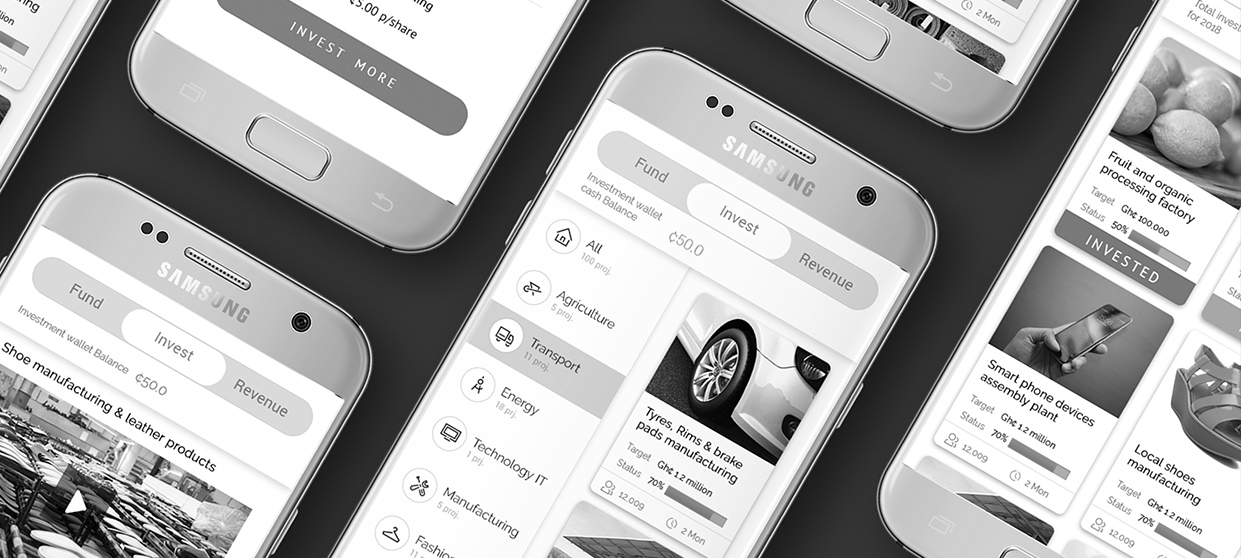 ¢5.00 p/share
INVEST MORE
SAMSUNG
Fund
Invest
Revenue
Investment wallet Balance ¢50.0
Shoe manufacturing & leather products
SAMSUNG
Fund
Invest
Revenue
Investment wallet
cash Balance
¢50.0
All
100 proj.
Agriculture
5 proj.
Transport
11 proj.
Energy
18 prj.
Technology IT
1 prj.
Manufacturing
5 proj.
Fashion
Tyres, Rims & brake
pads manufacturing
Target Gh¢ 1.2 million
Status 70%
12,009
2 Mon
2 Mon
Total invest
for 2018
Fruit and organic
processing factory
Target Gh¢ 100,000
Status 50%
INVESTED
Smart phone devices
assembly plant
Target Gh¢ 1.2 million
Status 70%
12,009
2 Mon
Local shoes
manufacturing
Target Gh¢ 1.2 million
Status 70%
12,009